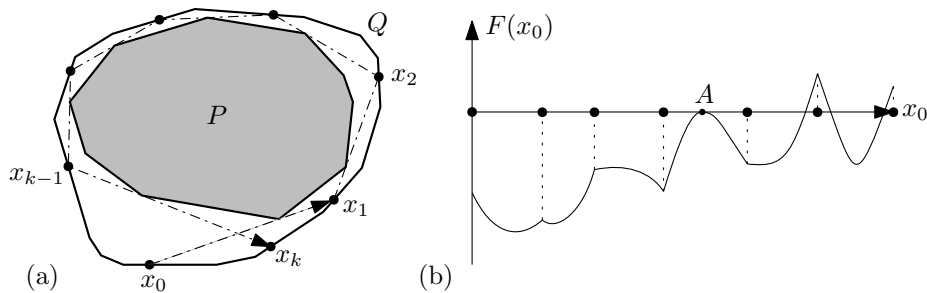 Q
F(x₀)
x₂
P
A
x₀
xₖ₋₁
x₁
xₖ
(a)
x₀
(b)